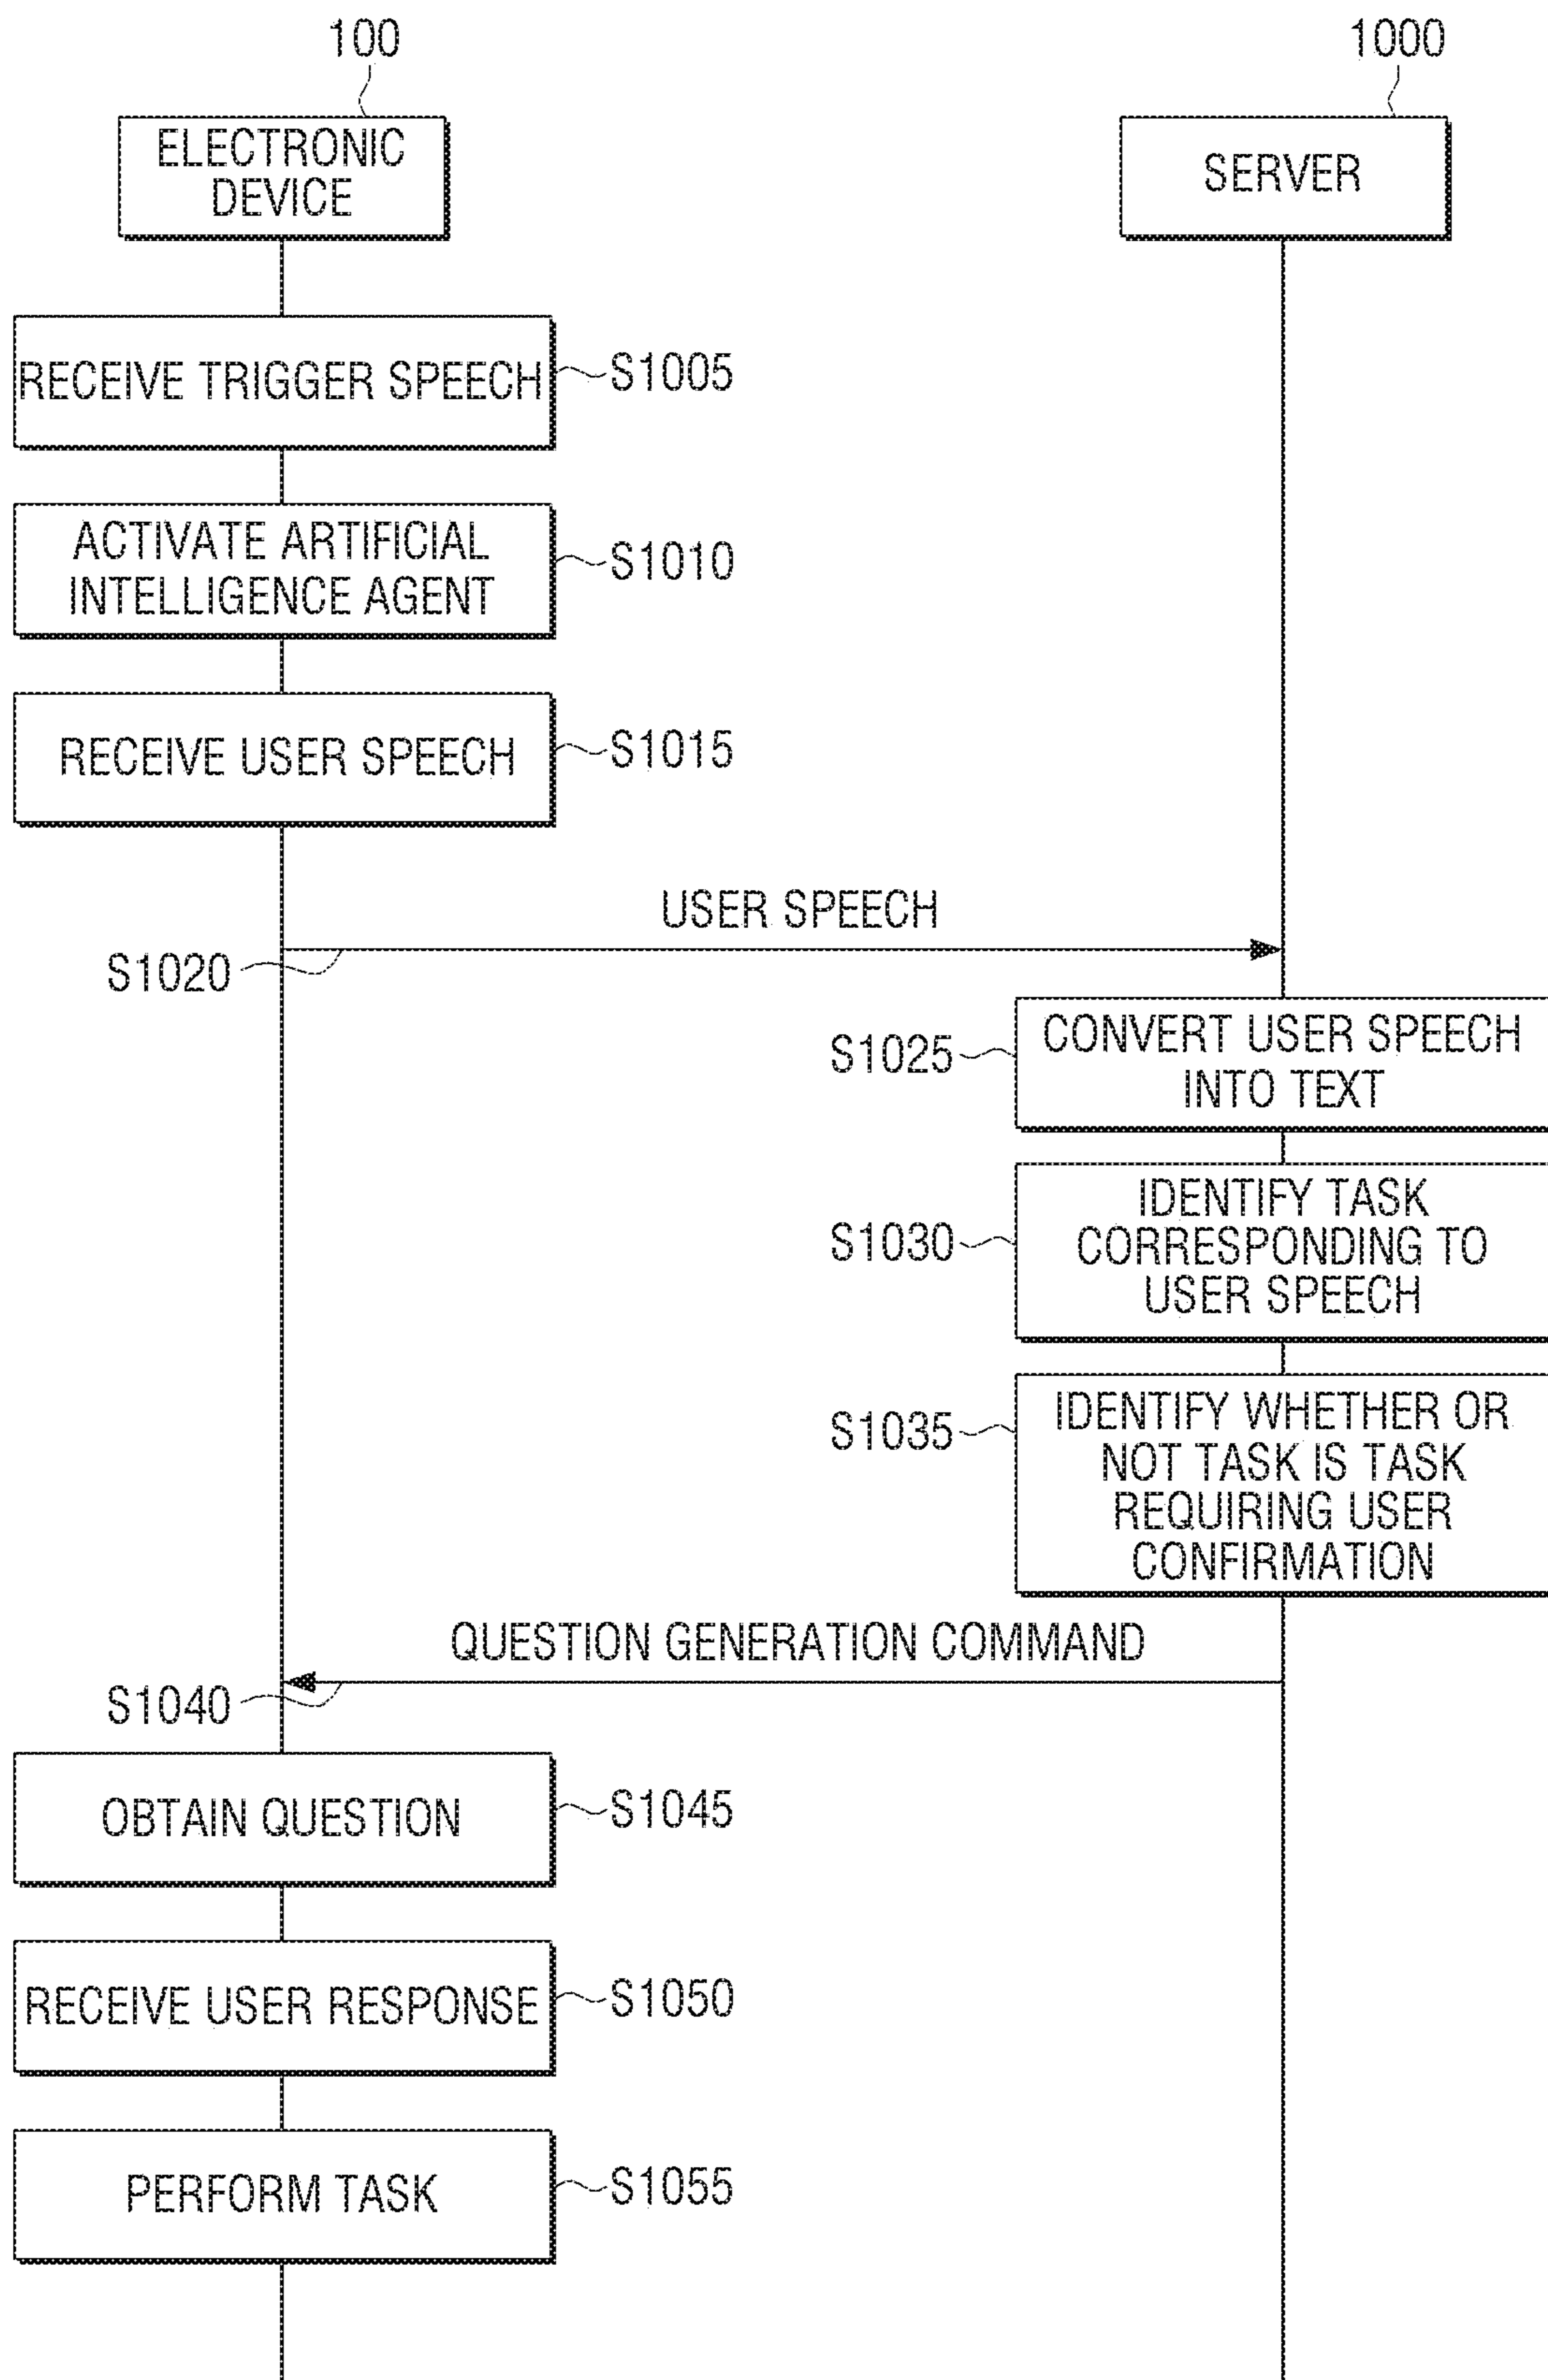 100
1000
ELECTRONIC
DEVICE
SERVER
RECEIVE TRIGGER SPEECH
S1005
ACTIVATE ARTIFICIAL
INTELLIGENCE AGENT
S1010
RECEIVE USER SPEECH
S1015
USER SPEECH
S1020
S1025
CONVERT USER SPEECH
INTO TEXT
S1030
IDENTIFY TASK
CORRESPONDING TO
USER SPEECH
S1035
IDENTIFY WHETHER OR
NOT TASK IS TASK
REQUIRING USER
CONFIRMATION
QUESTION GENERATION COMMAND
S1040
OBTAIN QUESTION
S1045
RECEIVE USER RESPONSE
S1050
PERFORM TASK
S1055